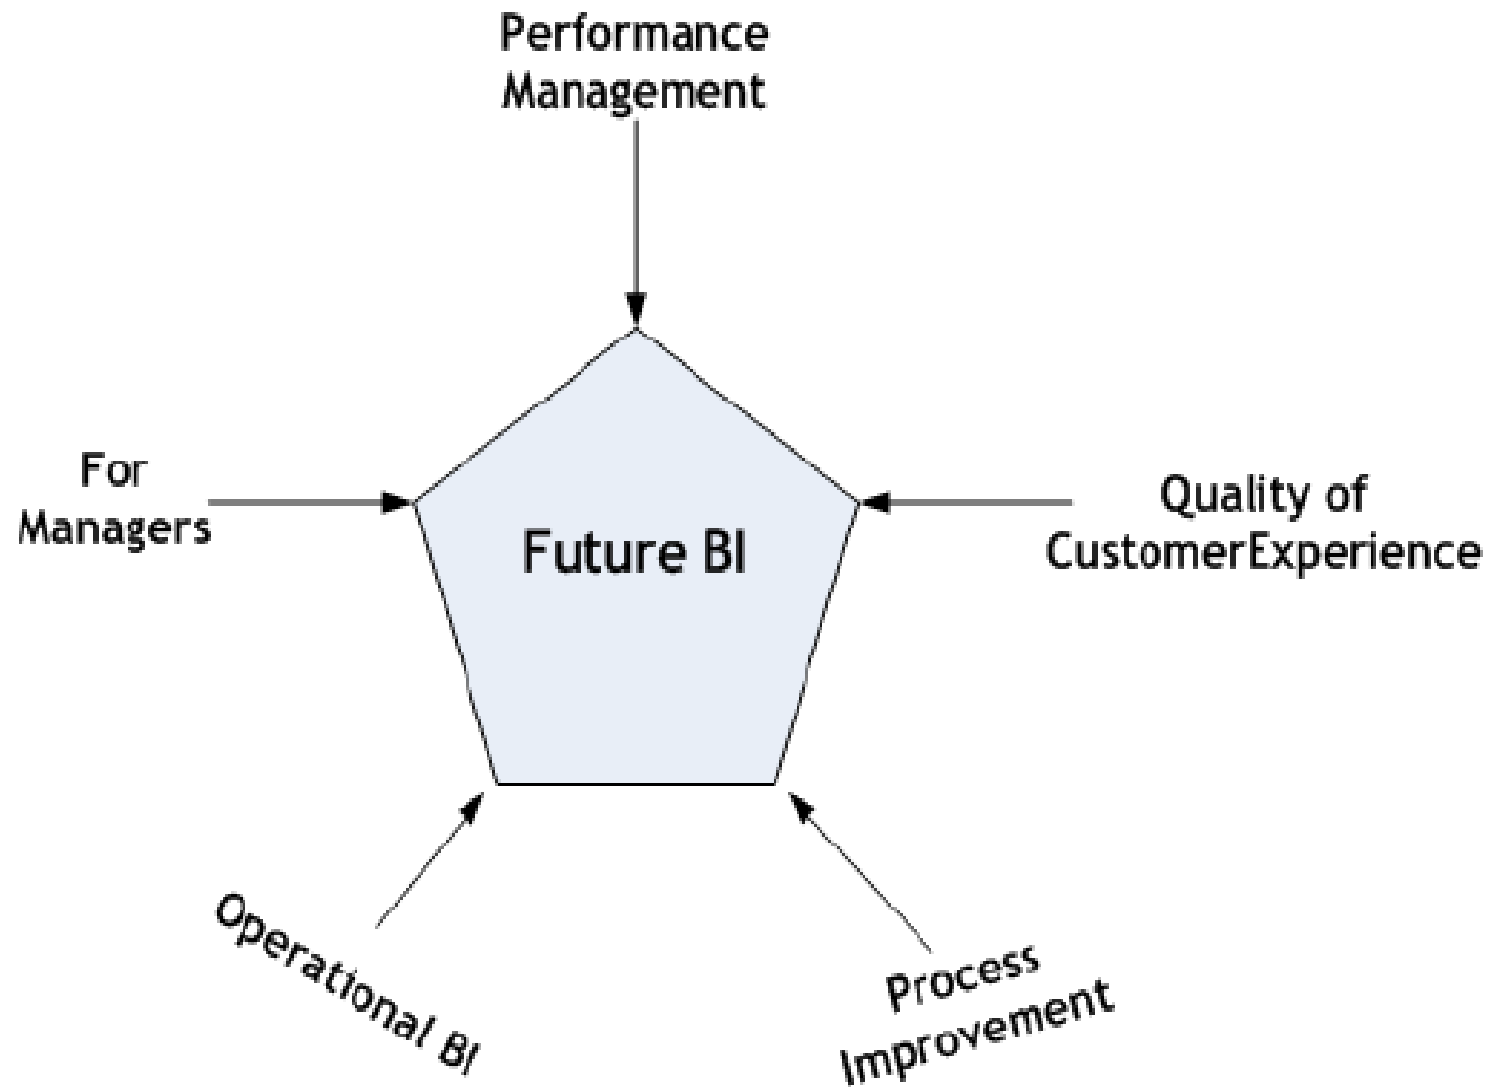 Performance
Management
For
Managers
Future BI
Quality of
CustomerExperience
Operational BI
Process
Improvement